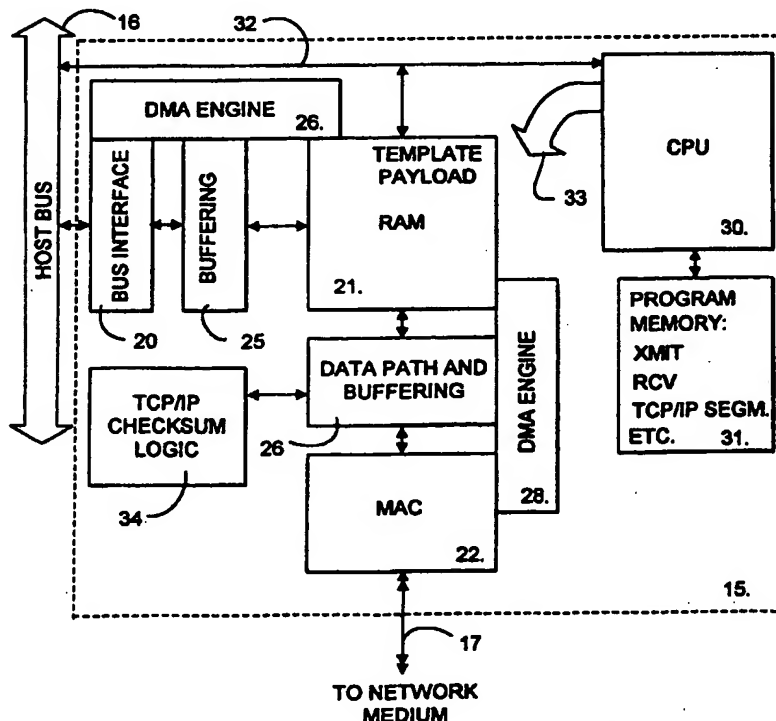 16
32
HOST BUS
DMA ENGINE
26.
BUS INTERFACE
BUFFERING
TEMPLATE
PAYLOAD
RAM
21.
33
CPU
30.
20
25
DATA PATH AND
BUFFERING
26
DMA ENGINE
28.
PROGRAM
MEMORY:
XMIT
RCV
TCP/IP SEGM.
ETC.
31.
TCP/IP
CHECKSUM
LOGIC
34
MAC
22.
15.
17
TO NETWORK
MEDIUM